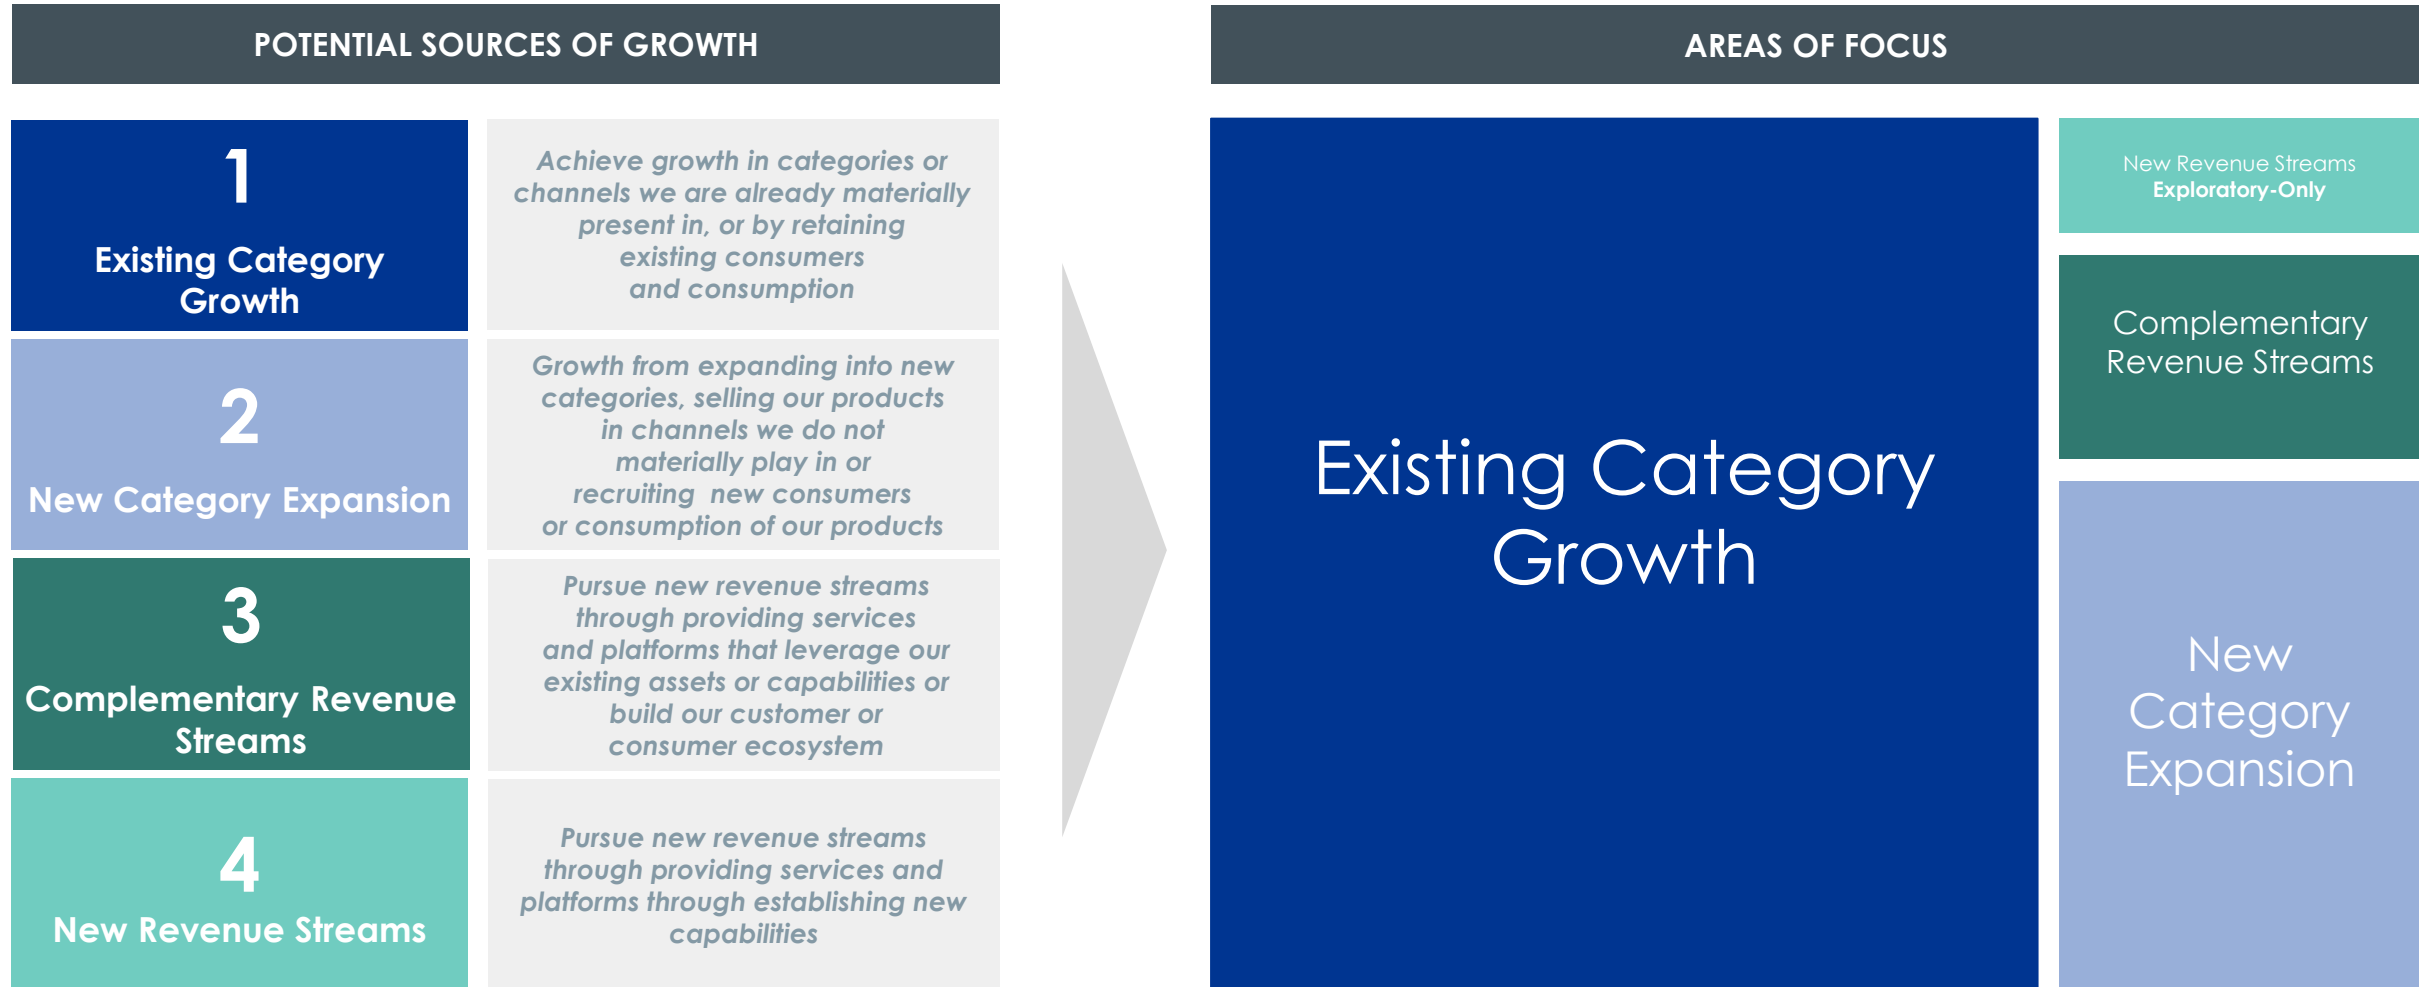 POTENTIAL SOURCES OF GROWTH
1
Existing Category
Growth
Achieve growth in categories or
channels we are already materially
present in, or by retaining
existing consumers
and consumption
2
New Category Expansion
Growth from expanding into new
categories, selling our products
in channels we do not
materially play in or
recruiting new consumers
or consumption of our products
3
Complementary Revenue
Streams
Pursue new revenue streams
through providing services
and platforms that leverage our
existing assets or capabilities or
build our customer or
consumer ecosystem
4
New Revenue Streams
Pursue new revenue streams
through providing services and
platforms through establishing new
capabilities
AREAS OF FOCUS
Existing Category
Growth
New Revenue Streams
Exploratory-Only
Complementary
Revenue Streams
New
Category
Expansion